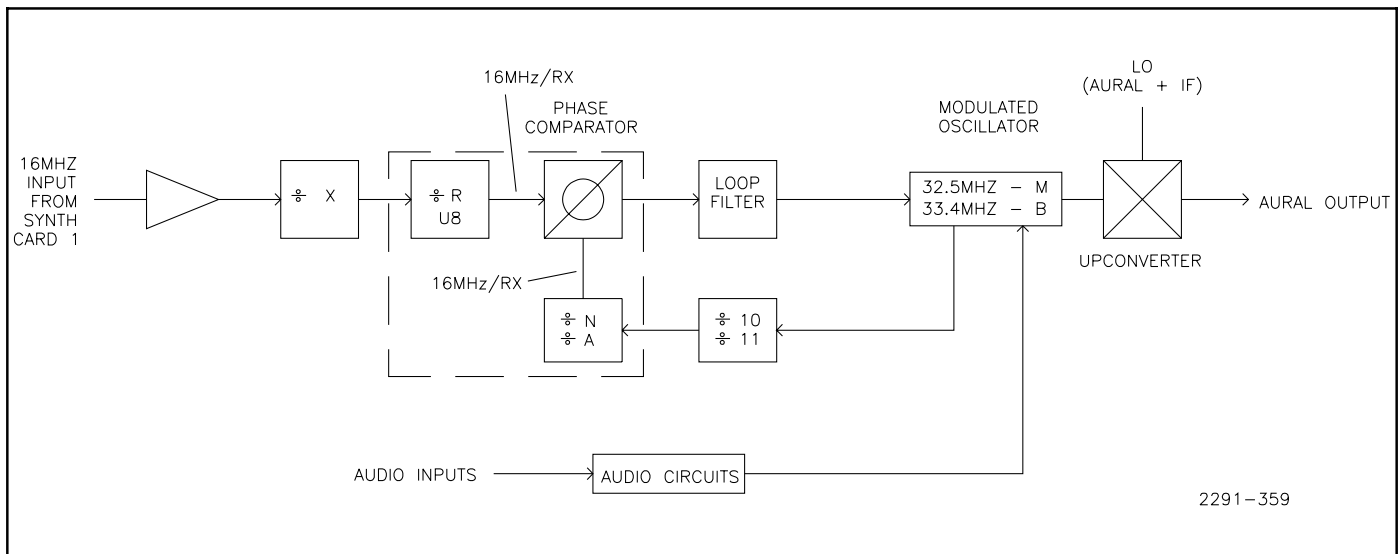 16MHZ
INPUT
FROM
SYNTH
CARD 1
÷ X
÷ R
U8
16MHz/RX
PHASE
COMPARATOR
16MHz/RX
÷ N
÷ A
LOOP
FILTER
÷ 10
÷ 11
MODULATED
OSCILLATOR
32.5MHZ - M
33.4MHZ - B
LO
(AURAL + IF)
UPCONVERTER
AURAL OUTPUT
AUDIO INPUTS
AUDIO CIRCUITS
2291-359